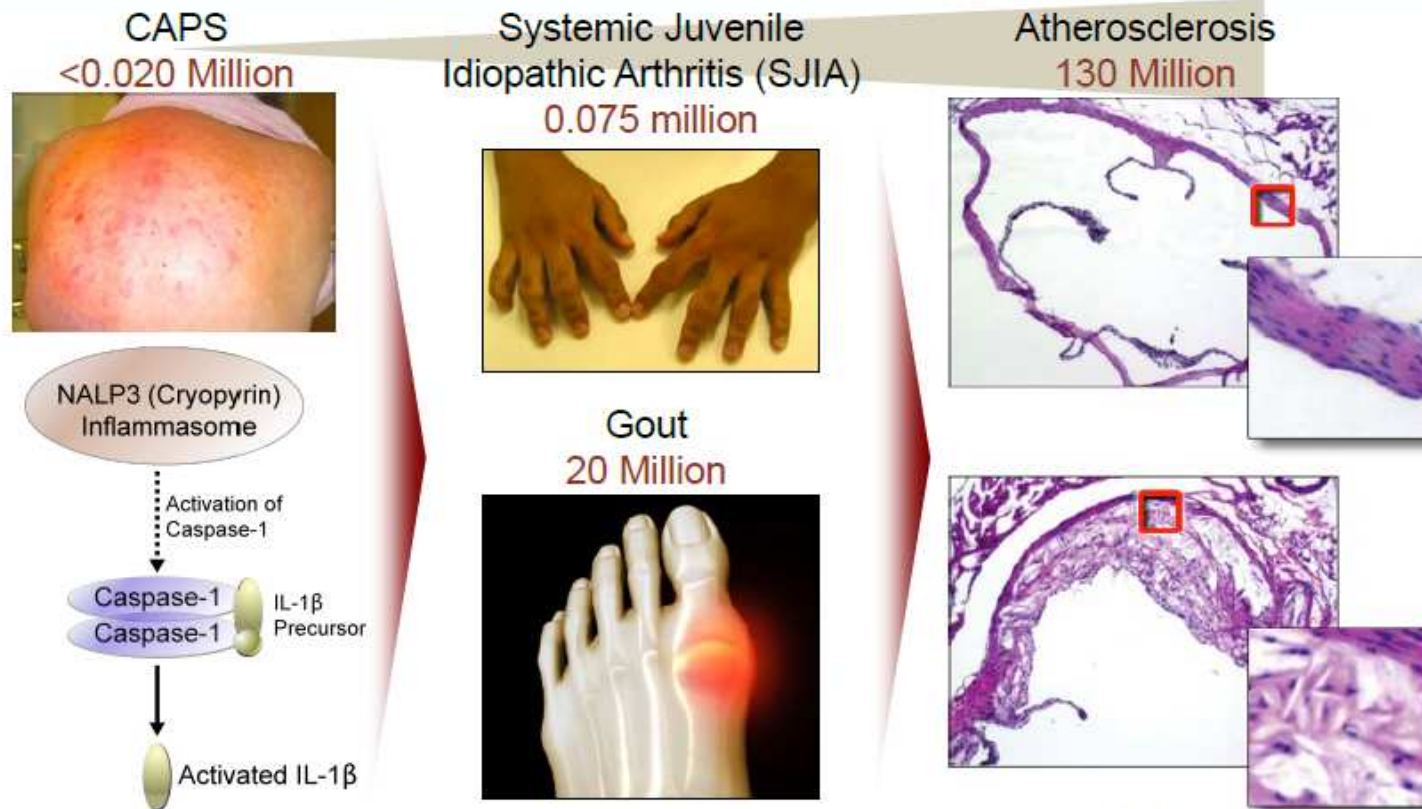 CAPS
<0.020 Million
NALP3 (Cryopyrin)
Inflammasome
Activation of
Caspase-1
Caspase-1
Caspase-1
IL-1β
Precursor
Activated IL-1β
Systemic Juvenile
Idiopathic Arthritis (SJIA)
0.075 million
Gout
20 Million
Atherosclerosis
130 Million